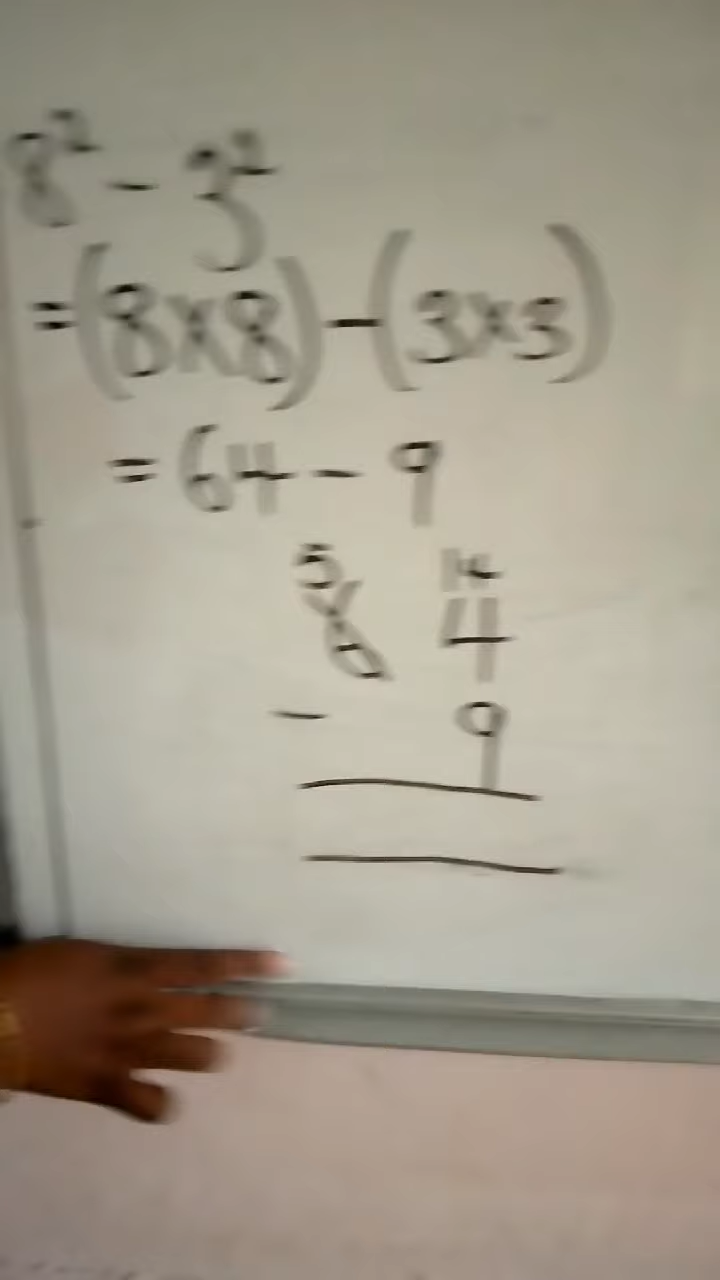 8² - 3²
= (8x8) - (3x3)
= 64 - 9
5 14
6 4
- 9